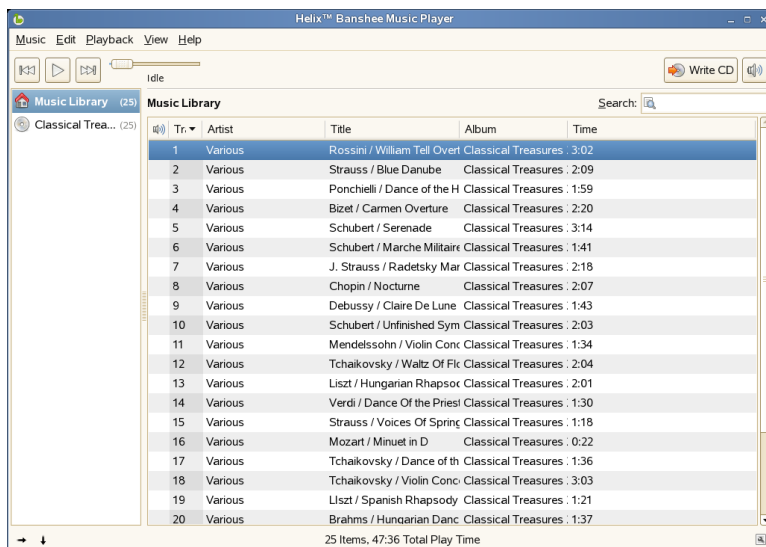 Helix™ Banshee Music Player
Music Edit Playback View Help
Idle
Write CD
Music Library (25)
Classical Trea... (25)
Music Library
Search:
Tr. Artist Title Album Time
1 Various Rossini / William Tell Overt Classical Treasures 3:02
2 Various Strauss / Blue Danube Classical Treasures 2:09
3 Various Ponchielli / Dance of the H Classical Treasures 1:59
4 Various Bizet / Carmen Overture Classical Treasures 2:20
5 Various Schubert / Serenade Classical Treasures 3:14
6 Various Schubert / Marche Militaire Classical Treasures 1:41
7 Various J. Strauss / Radetsky Mar Classical Treasures 2:18
8 Various Chopin / Nocturne Classical Treasures 2:07
9 Various Debussy / Claire De Lune Classical Treasures 1:43
10 Various Schubert / Unfinished Sym Classical Treasures 2:03
11 Various Mendelssohn / Violin Conc Classical Treasures 1:34
12 Various Tchaikovsky / Waltz Of Flo Classical Treasures 2:04
13 Various Liszt / Hungarian Rhapsod Classical Treasures 2:01
14 Various Verdi / Dance Of the Priest Classical Treasures 1:30
15 Various Strauss / Voices Of Spring Classical Treasures 1:18
16 Various Mozart / Minuet in D Classical Treasures 0:22
17 Various Tchaikovsky / Dance of th Classical Treasures 1:36
18 Various Tchaikovsky / Violin Conc Classical Treasures 3:03
19 Various LIszt / Spanish Rhapsody Classical Treasures 1:21
20 Various Brahms / Hungarian Danc Classical Treasures 1:37
25 Items, 47:36 Total Play Time